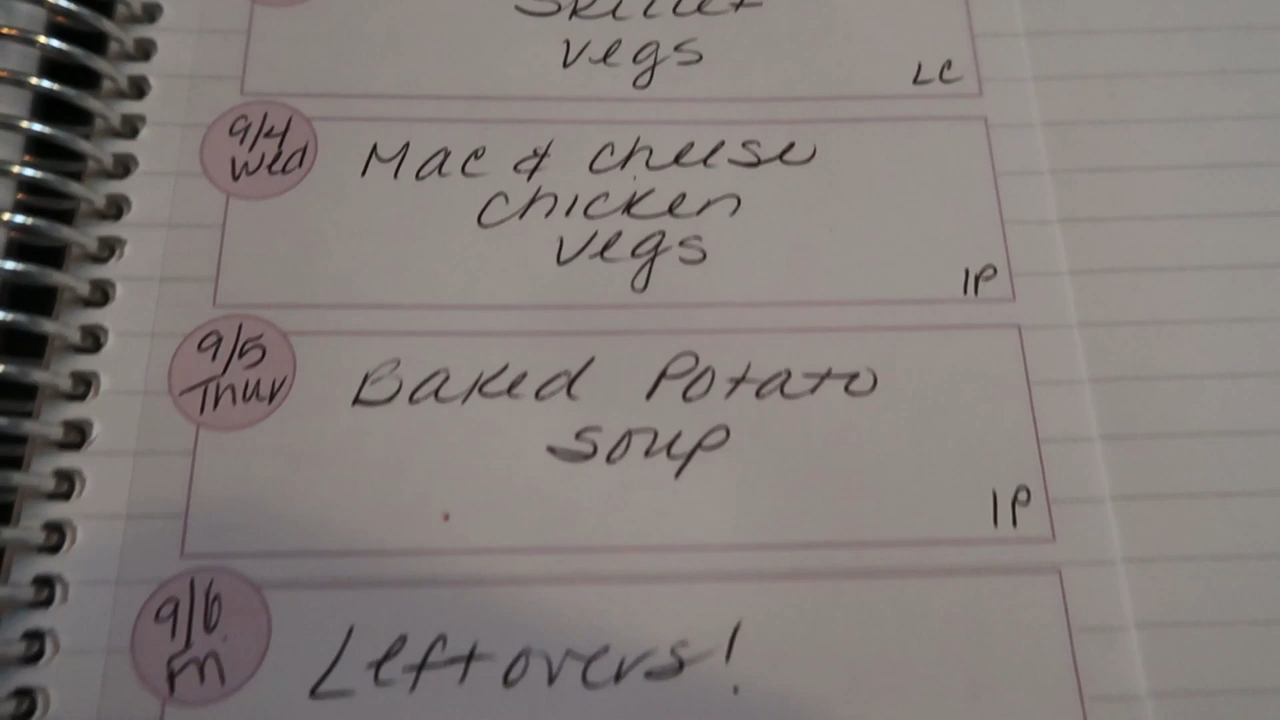 Skillet
vegs
LC
9/4
Wed
Mac & cheese
chicken
vegs
IP
9/5
Thur
Baked Potato
soup
IP
9/6
Fri
Leftovers!